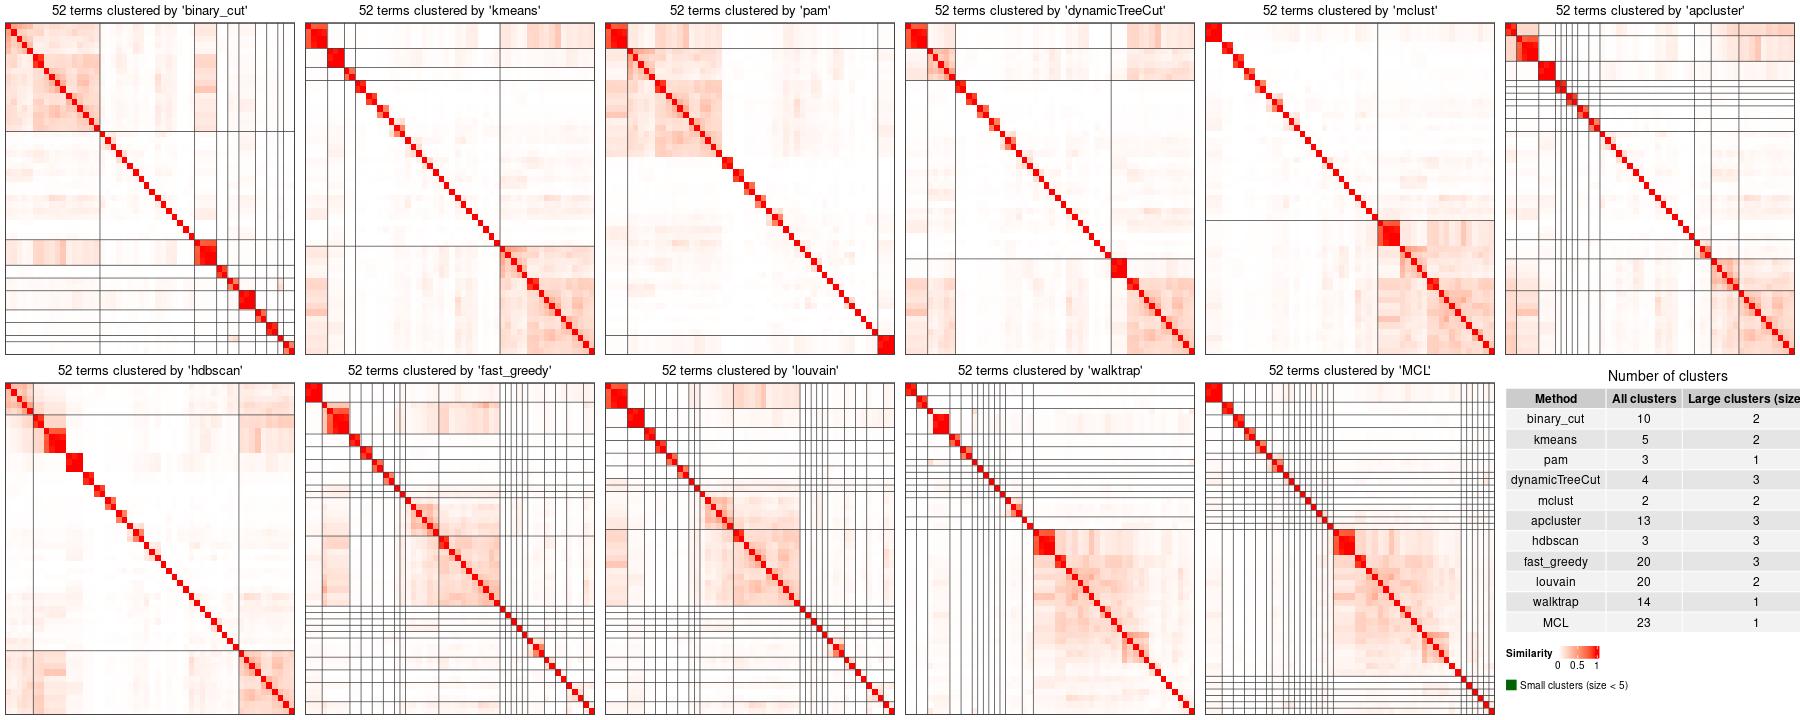 52 terms clustered by 'binary_cut'
52 terms clustered by 'kmeans'
52 terms clustered by 'pam'
52 terms clustered by 'dynamicTreeCut'
52 terms clustered by 'mclust'
52 terms clustered by 'apcluster'
52 terms clustered by 'hdbscan'
52 terms clustered by 'fast_greedy'
52 terms clustered by 'louvain'
52 terms clustered by 'walktrap'
52 terms clustered by 'MCL'
Number of clusters
Method All clusters Large clusters (size
binary_cut 10 2
kmeans 5 2
pam 3 1
dynamicTreeCut 4 3
mclust 2 2
apcluster 13 3
hdbscan 3 3
fast_greedy 20 3
louvain 20 2
walktrap 14 1
MCL 23 1
Similarity
0 0.5 1
Small clusters (size < 5)